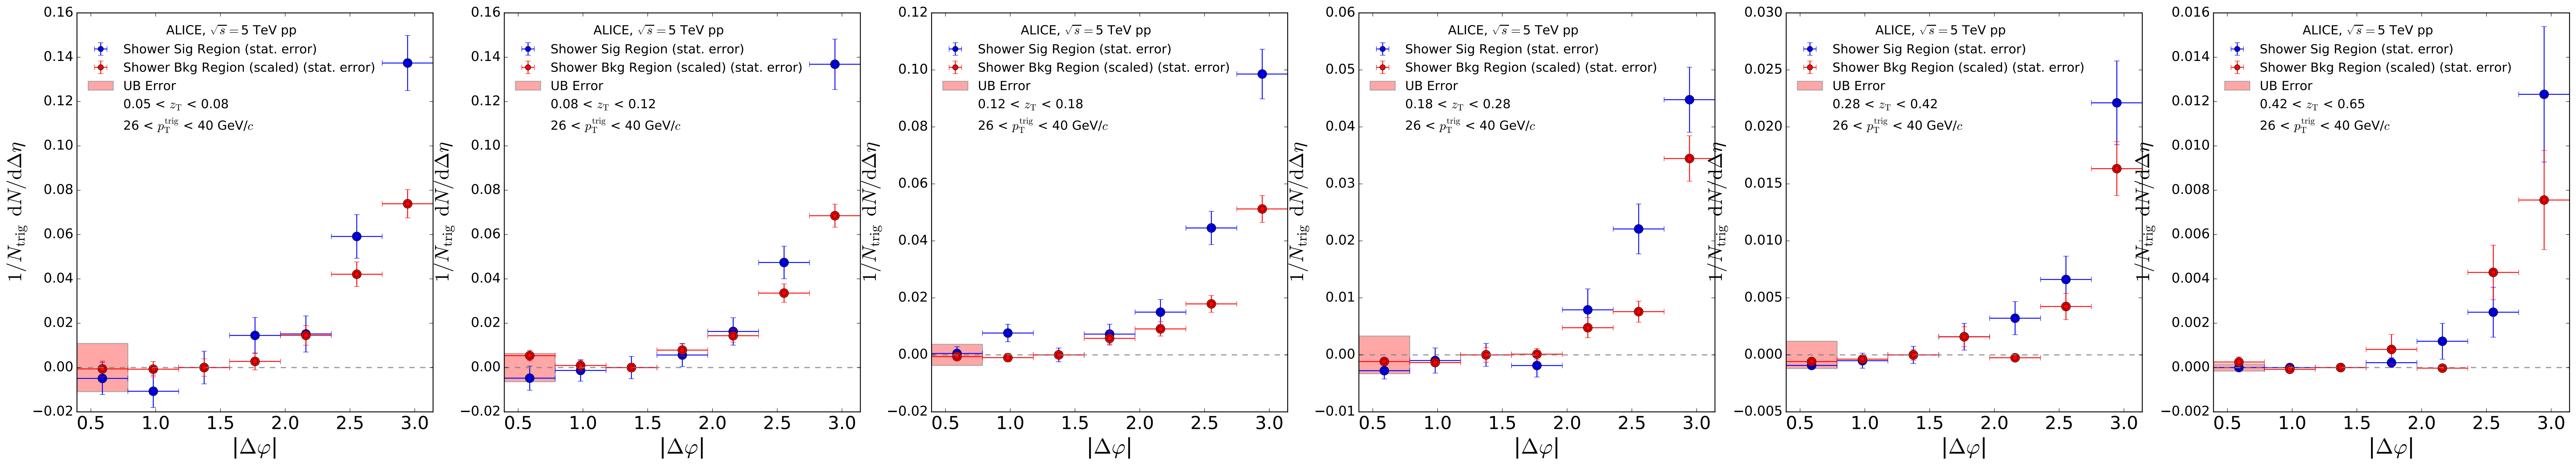 ALICE, √s = 5 TeV pp
Shower Sig Region (stat. error)
Shower Bkg Region (scaled) (stat. error)
UB Error
0.05 < z_T < 0.08
26 < p_T^trig < 40 GeV/c
0.16
0.14
0.12
0.10
0.08
0.06
0.04
0.02
0.00
−0.02
1/N_trig dN/dΔη
0.5 1.0 1.5 2.0 2.5 3.0
|Δφ|
ALICE, √s = 5 TeV pp
Shower Sig Region (stat. error)
Shower Bkg Region (scaled) (stat. error)
UB Error
0.08 < z_T < 0.12
26 < p_T^trig < 40 GeV/c
0.16
0.14
0.12
0.10
0.08
0.06
0.04
0.02
0.00
−0.02
1/N_trig dN/dΔη
0.5 1.0 1.5 2.0 2.5 3.0
|Δφ|
ALICE, √s = 5 TeV pp
Shower Sig Region (stat. error)
Shower Bkg Region (scaled) (stat. error)
UB Error
0.12 < z_T < 0.18
26 < p_T^trig < 40 GeV/c
0.12
0.10
0.08
0.06
0.04
0.02
0.00
−0.02
1/N_trig dN/dΔη
0.5 1.0 1.5 2.0 2.5 3.0
|Δφ|
ALICE, √s = 5 TeV pp
Shower Sig Region (stat. error)
Shower Bkg Region (scaled) (stat. error)
UB Error
0.18 < z_T < 0.28
26 < p_T^trig < 40 GeV/c
0.06
0.05
0.04
0.03
0.02
0.01
0.00
−0.01
1/N_trig dN/dΔη
0.5 1.0 1.5 2.0 2.5 3.0
|Δφ|
ALICE, √s = 5 TeV pp
Shower Sig Region (stat. error)
Shower Bkg Region (scaled) (stat. error)
UB Error
0.28 < z_T < 0.42
26 < p_T^trig < 40 GeV/c
0.030
0.025
0.020
0.015
0.010
0.005
0.000
−0.005
1/N_trig dN/dΔη
0.5 1.0 1.5 2.0 2.5 3.0
|Δφ|
ALICE, √s = 5 TeV pp
Shower Sig Region (stat. error)
Shower Bkg Region (scaled) (stat. error)
UB Error
0.42 < z_T < 0.65
26 < p_T^trig < 40 GeV/c
0.016
0.014
0.012
0.010
0.008
0.006
0.004
0.002
0.000
−0.002
1/N_trig dN/dΔη
0.5 1.0 1.5 2.0 2.5 3.0
|Δφ|